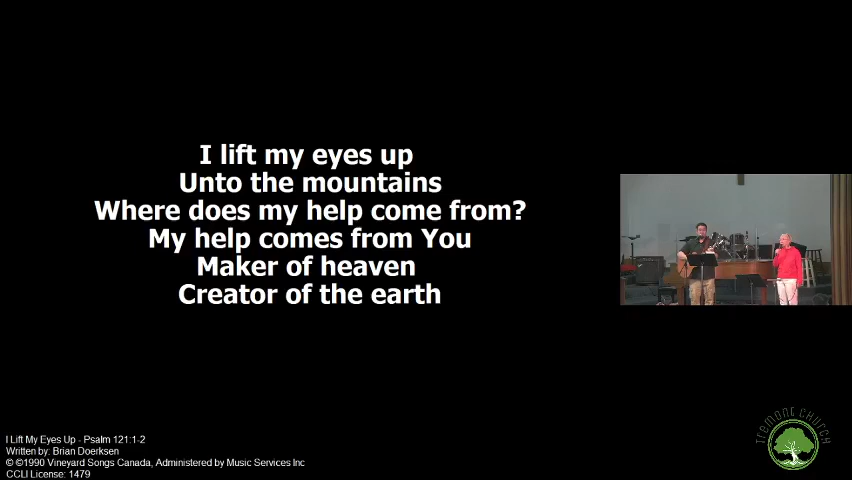 I lift my eyes up
Unto the mountains
Where does my help come from?
My help comes from You
Maker of heaven
Creator of the earth
I Lift My Eyes Up - Psalm 121:1-2
Written by: Brian Doerksen
© ©1990 Vineyard Songs Canada, Administered by Music Services Inc
CCLI License: 1479
TREMONT CHURCH